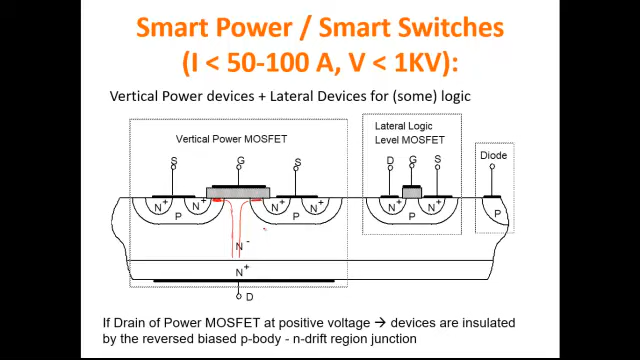 Smart Power / Smart Switches
(I < 50-100 A, V < 1KV):
Vertical Power devices + Lateral Devices for (some) logic
Vertical Power MOSFET
Lateral Logic
Level MOSFET
Diode
S G S D G S
N+ N+ N+ N+ N+ N+
P P P P
N-
N+
D
If Drain of Power MOSFET at positive voltage → devices are insulated
by the reversed biased p-body - n-drift region junction